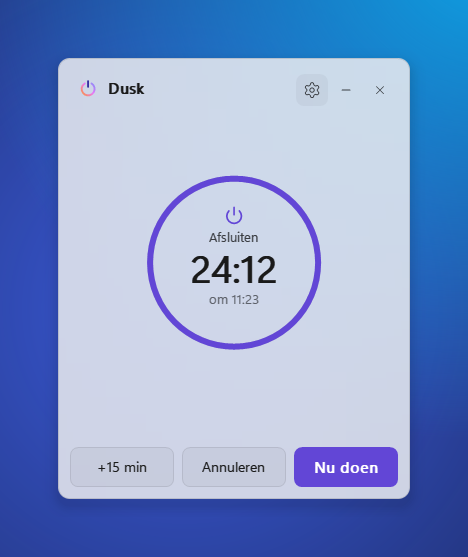 Dusk
Afsluiten
24:12
om 11:23
+15 min
Annuleren
Nu doen